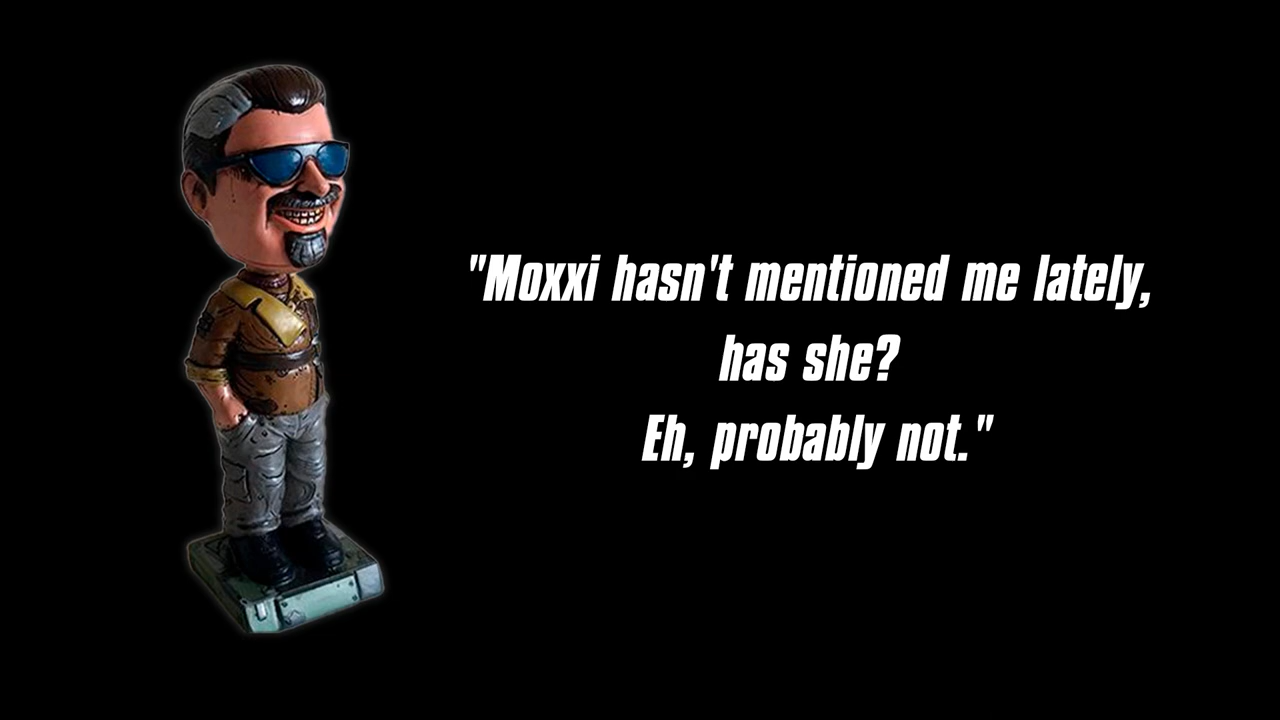 "Moxxi hasn't mentioned me lately,
has she?
Eh, probably not."